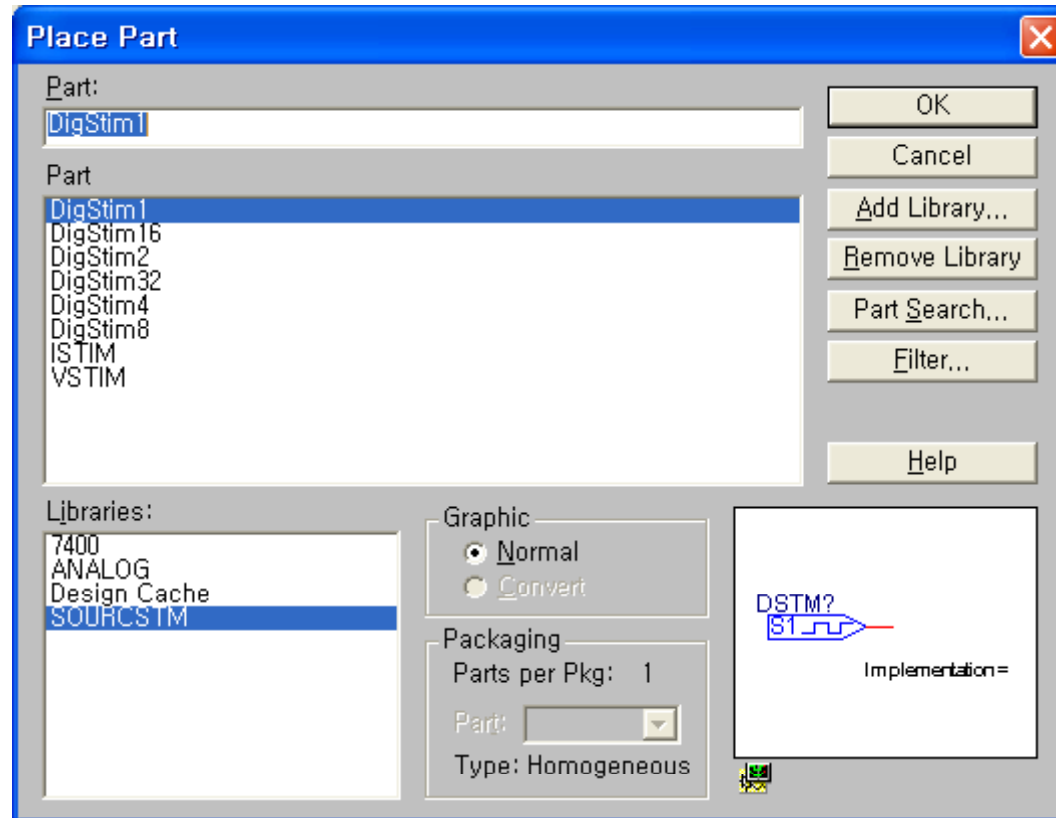 Place Part
Part:
DigStim1
Part
DigStim1
DigStim16
DigStim2
DigStim32
DigStim4
DigStim8
ISTIM
VSTIM
OK
Cancel
Add Library...
Remove Library
Part Search...
Filter...
Help
Libraries:
7400
ANALOG
Design Cache
SOURCSTM
Graphic
Normal
Convert
Packaging
Parts per Pkg: 1
Part:
Type: Homogeneous
DSTM?
S1
Implementation =